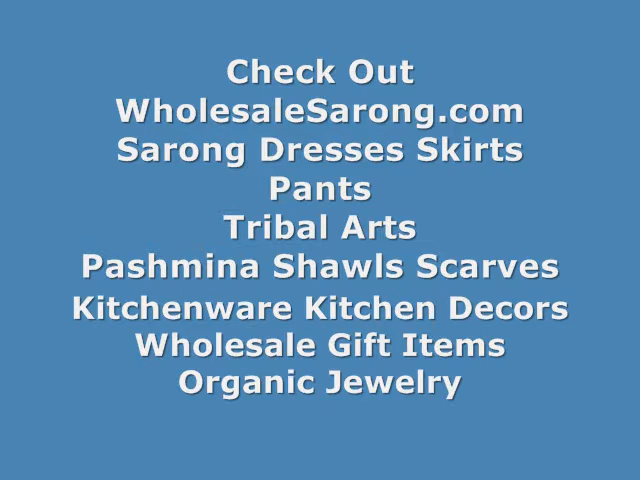 Check Out
WholesaleSarong.com
Sarong Dresses Skirts
Pants
Tribal Arts
Pashmina Shawls Scarves
Kitchenware Kitchen Decors
Wholesale Gift Items
Organic Jewelry